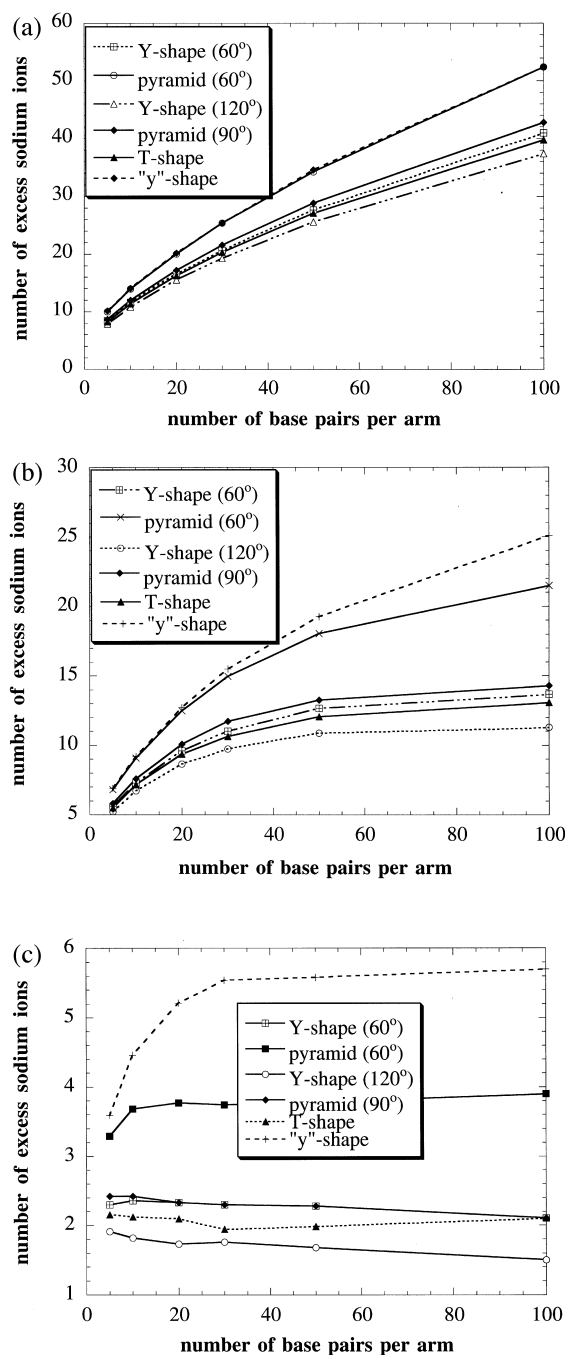 (a)
60
50
40
30
20
10
0
number of excess sodium ions
Y-shape (60°)
pyramid (60°)
Y-shape (120°)
pyramid (90°)
T-shape
"y"-shape
0 20 40 60 80 100
number of base pairs per arm
(b)
30
25
20
15
10
5
number of excess sodium ions
Y-shape (60°)
pyramid (60°)
Y-shape (120°)
pyramid (90°)
T-shape
"y"-shape
0 20 40 60 80 100
number of base pairs per arm
(c)
6
5
4
3
2
1
number of excess sodium ions
Y-shape (60°)
pyramid (60°)
Y-shape (120°)
pyramid (90°)
T-shape
"y"-shape
0 20 40 60 80 100
number of base pairs per arm